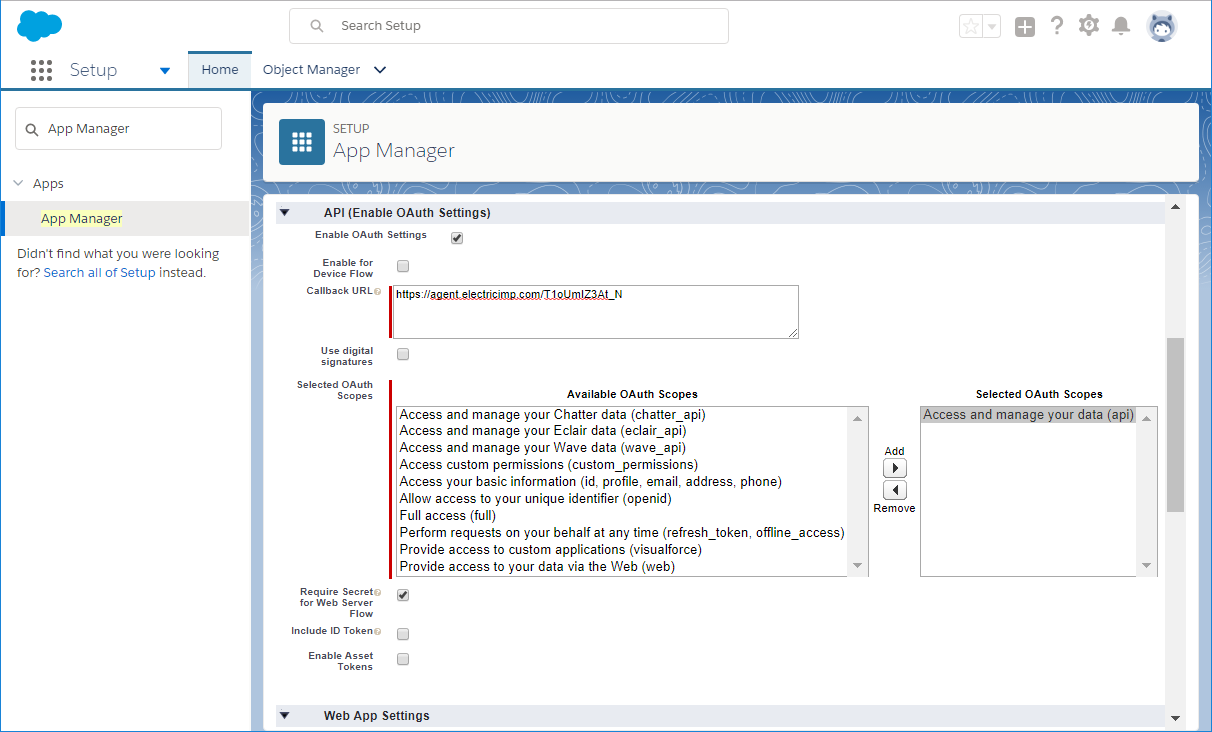 Search Setup
Setup
Home
Object Manager
App Manager
Apps
App Manager
Didn't find what you were looking
for? Search all of Setup instead.
SETUP
App Manager
API (Enable OAuth Settings)
Enable OAuth Settings
Enable for
Device Flow
Callback URL
https://agent.electricimp.com/T1oUmIZ3At_N
Use digital
signatures
Selected OAuth
Scopes
Available OAuth Scopes
Access and manage your Chatter data (chatter_api)
Access and manage your Eclair data (eclair_api)
Access and manage your Wave data (wave_api)
Access custom permissions (custom_permissions)
Access your basic information (id, profile, email, address, phone)
Allow access to your unique identifier (openid)
Full access (full)
Perform requests on your behalf at any time (refresh_token, offline_access)
Provide access to custom applications (visualforce)
Provide access to your data via the Web (web)
Add
Remove
Selected OAuth Scopes
Access and manage your data (api)
Require Secret
for Web Server
Flow
Include ID Token
Enable Asset
Tokens
Web App Settings